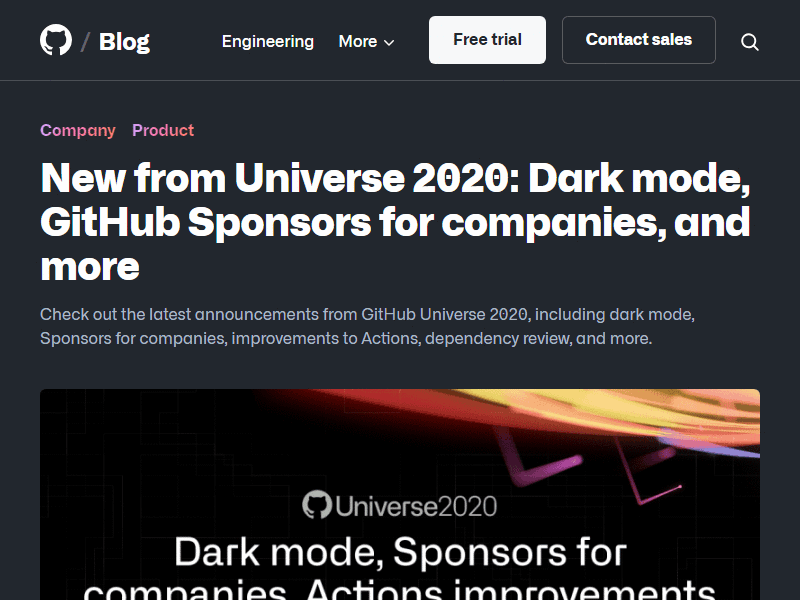 / Blog Engineering More Free trial Contact sales
Company Product
New from Universe 2020: Dark mode,
GitHub Sponsors for companies, and
more
Check out the latest announcements from GitHub Universe 2020, including dark mode,
Sponsors for companies, improvements to Actions, dependency review, and more.
Universe2020
Dark mode, Sponsors for
companies, Actions improvements